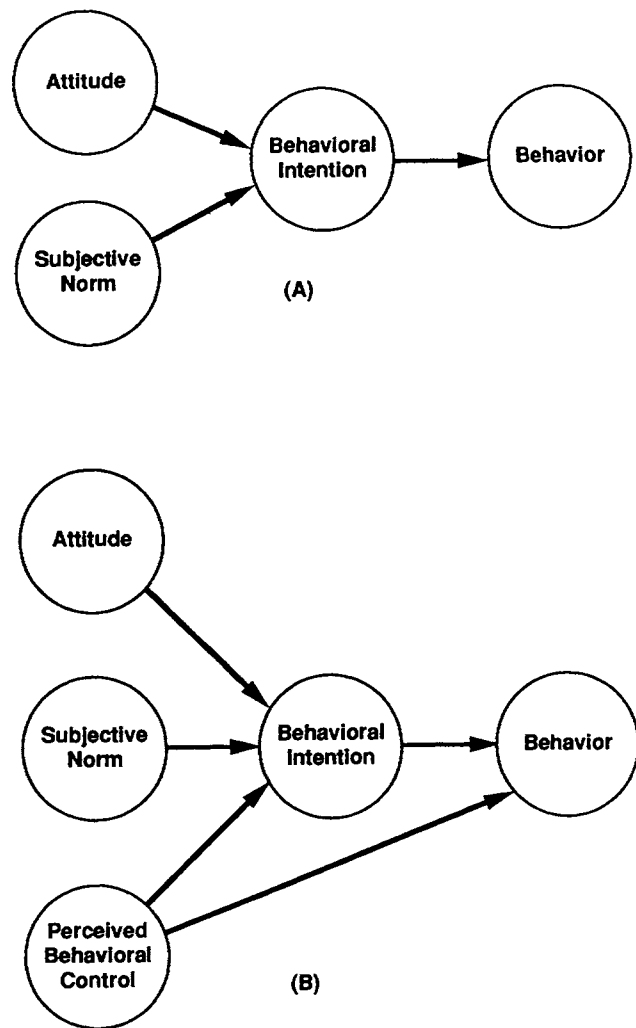 Attitude
Behavioral
Intention
Behavior
Subjective
Norm
(A)
Attitude
Subjective
Norm
Behavioral
Intention
Behavior
Perceived
Behavioral
Control
(B)